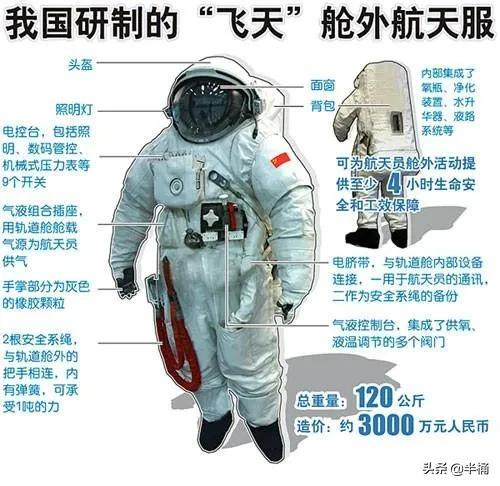 我国研制的“飞天”舱外航天服
头盔
照明灯
电控台，包括照
明、数码管控、
机械式压力表等
9个开关
气液组合插座，
用轨道舱舱载
气源为航天员
供气
手掌部分为灰色
的橡胶颗粒
2根安全系绳，
与轨道舱外的
把手相连，内
有弹簧，可承
受1吨的力
面窗
背包
内部集成了
氧瓶、净化
装置、水升
华器、液路
系统等
可为航天员舱外活动提
供至少 4 小时生命安
全和工效保障
电脐带，与轨道舱内部设备
连接，一用于航天员的通讯，
二作为安全系绳的备份
气液控制台，集成了供氧、
液温调节的多个阀门
总重量：120公斤
造价：约3000万元人民币
头条 @半桶